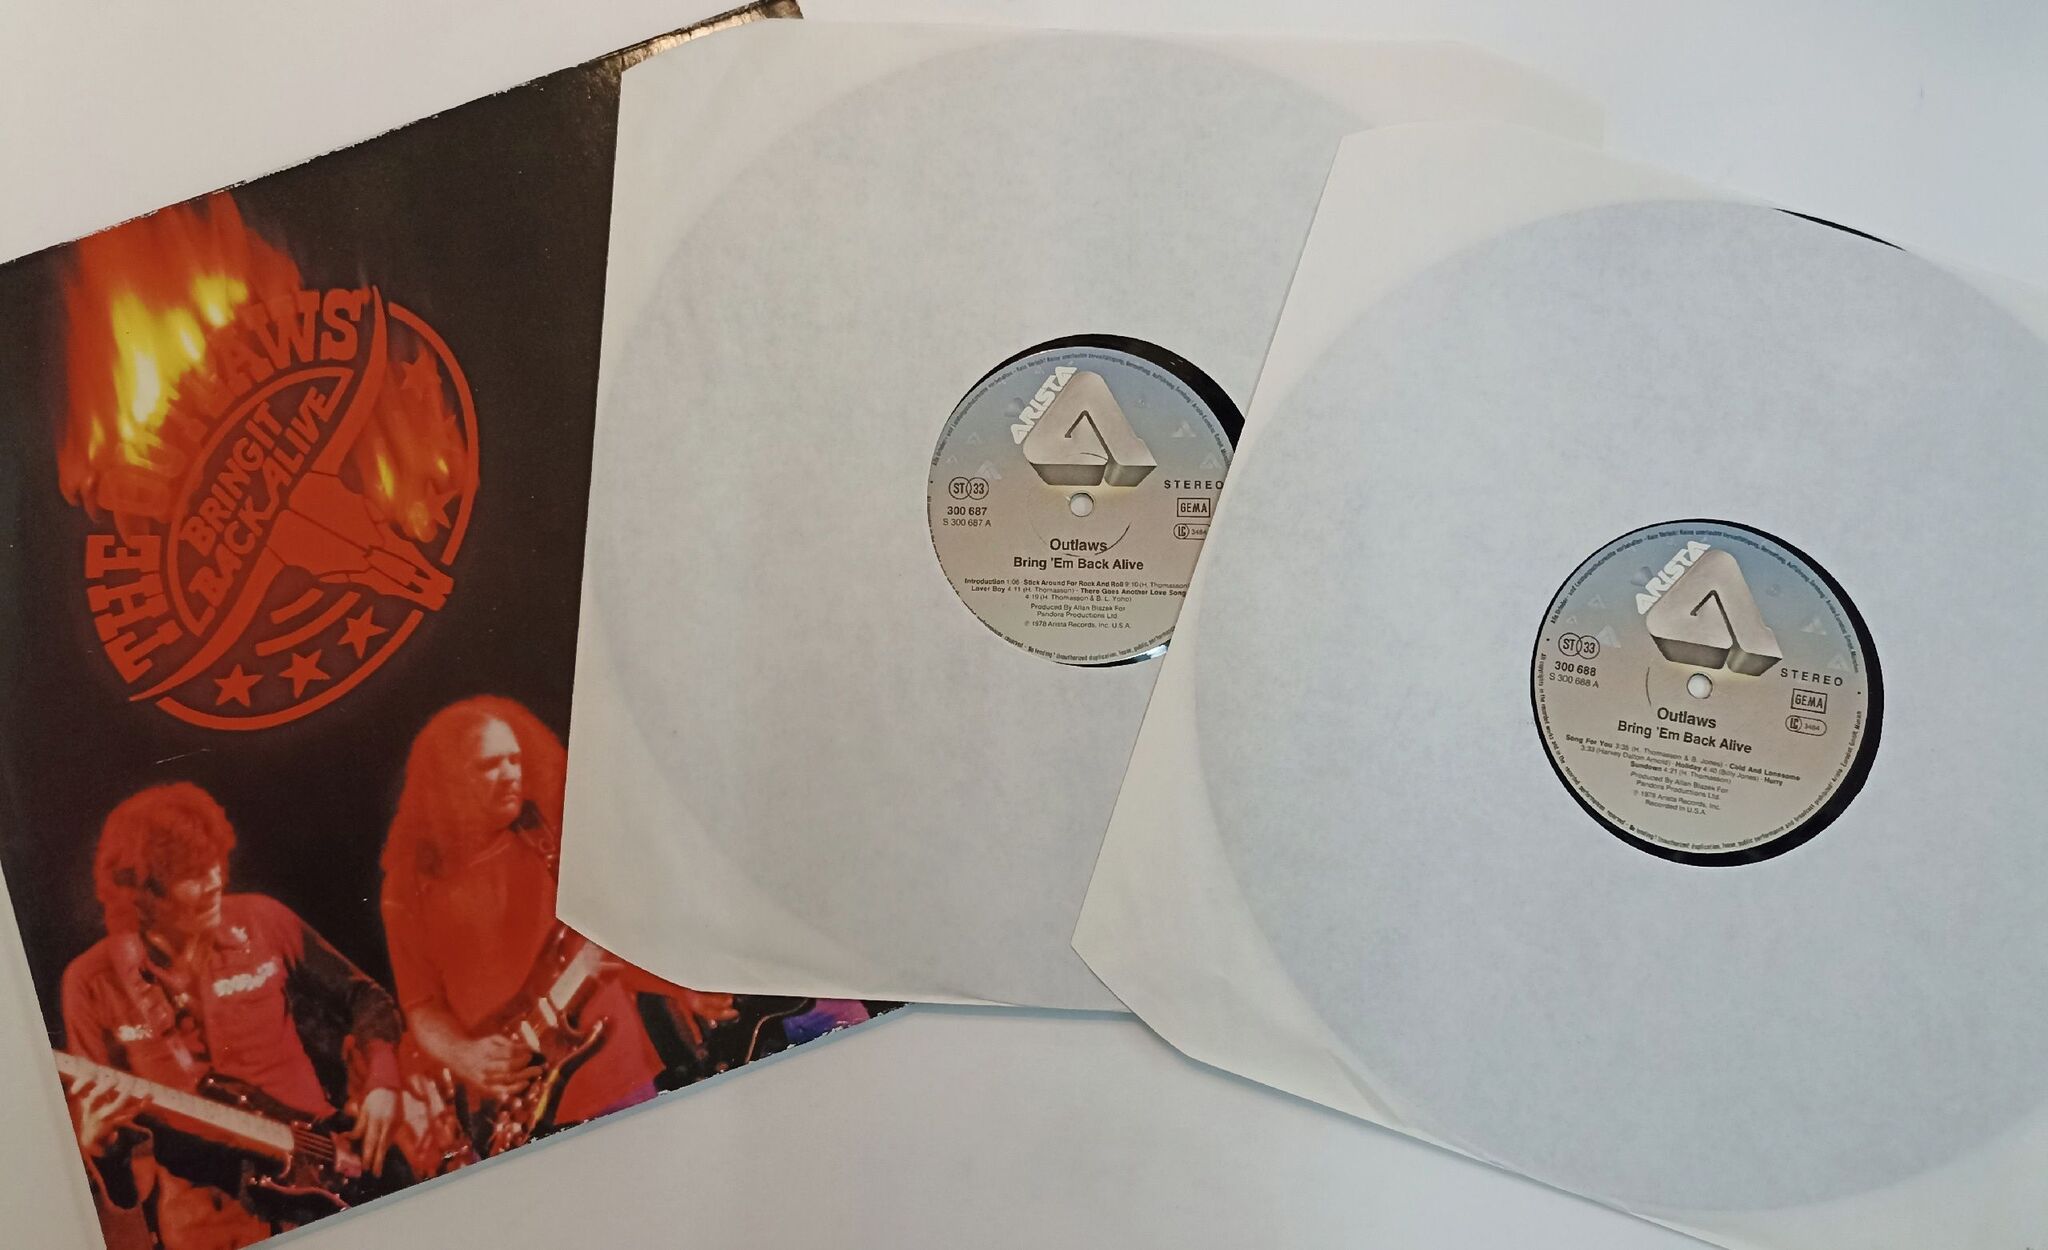 THE OUTLAWS
BRING IT
BACK ALIVE
ARISTA
ST 33
STEREO
300 687
S 300 687 A
GEMA
LC 3484
Outlaws
Bring 'Em Back Alive
Introduction 1:06 · Stick Around For Rock And Roll 9:10 (H. Thomasson)
Lover Boy 4:11 (H. Thomasson) · There Goes Another Love Song
4:19 (H. Thomasson & B. L. Yoho)
Produced By Allan Blazek For
Pandora Productions Ltd.
℗ 1978 Arista Records, Inc. U.S.A.
ARISTA
ST 33
STEREO
300 688
S 300 688 A
GEMA
LC 3484
Outlaws
Bring 'Em Back Alive
Song For You 3:35 (H. Thomasson & B. Jones) · Cold And Lonesome
3:33 (Harvey Dalton Arnold) · Holiday 4:40 (Billy Jones) · Hurry
Sundown 4:21 (H. Thomasson)
Produced By Allan Blazek For
Pandora Productions Ltd.
℗ 1978 Arista Records, Inc.
Recorded in U.S.A.